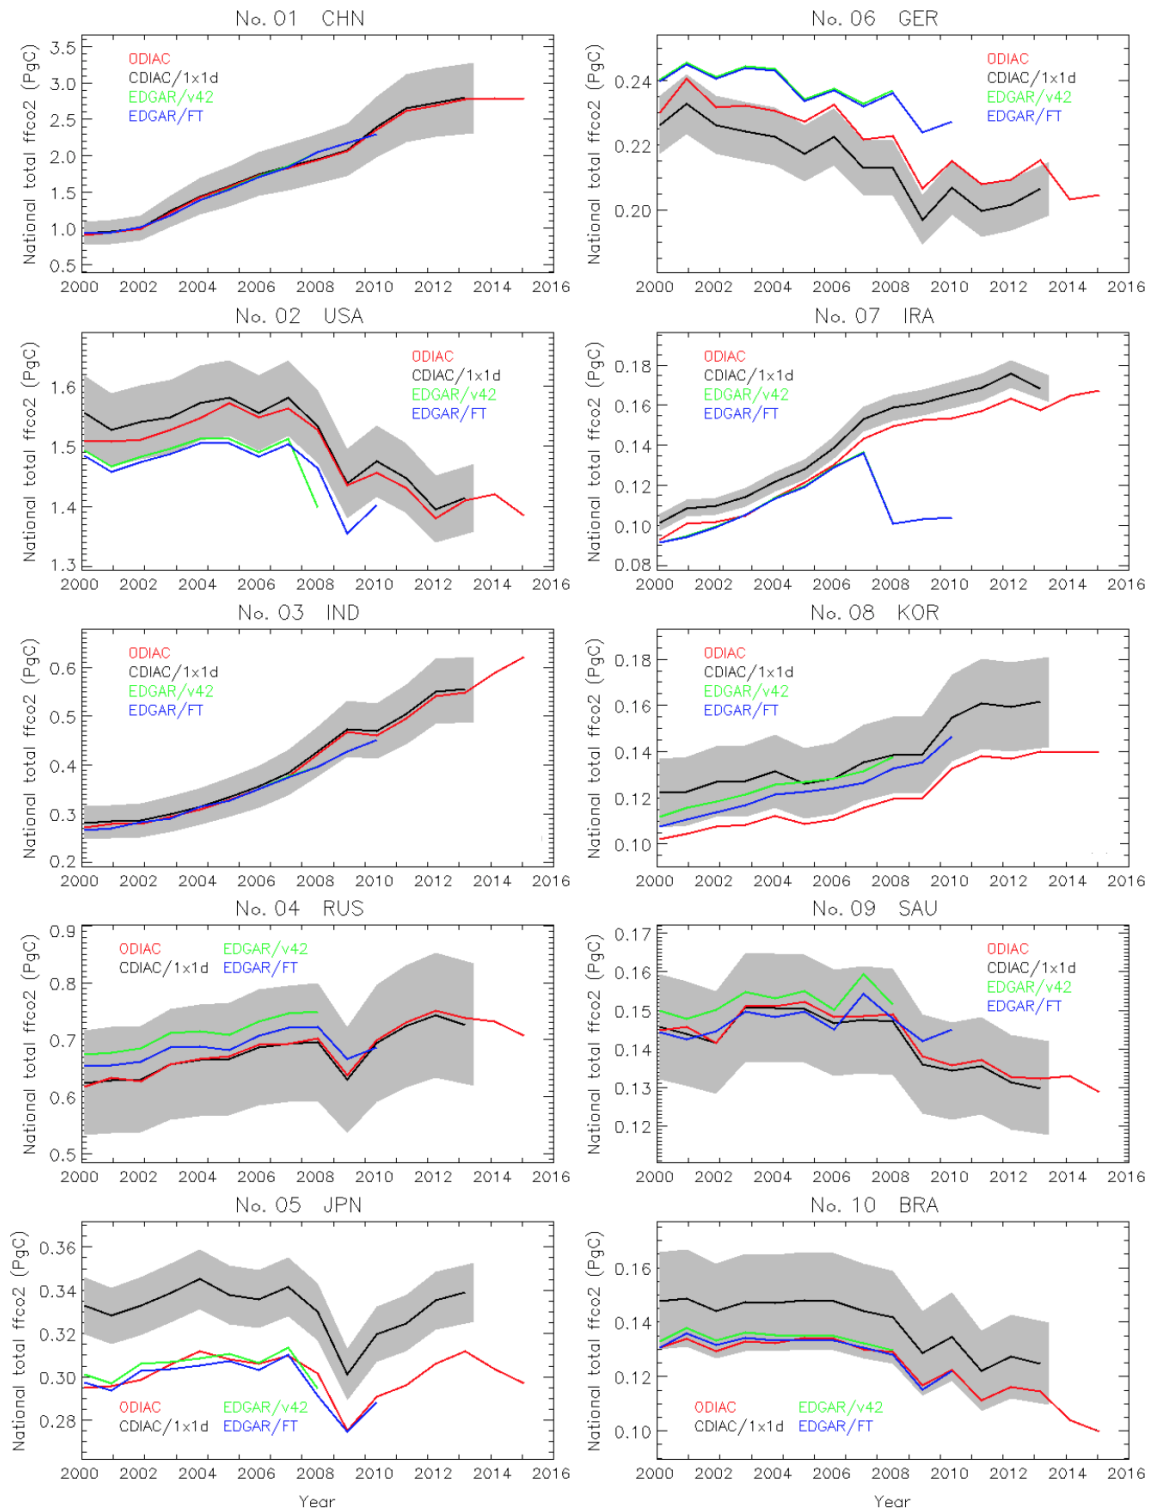 No. 01 CHN
National total ffco2 (PgC)
3.5
3.0
2.5
2.0
1.5
1.0
0.5
ODIAC
CDIAC/1x1d
EDGAR/v42
EDGAR/FT
2000 2002 2004 2006 2008 2010 2012 2014 2016
No. 06 GER
National total ffco2 (PgC)
0.24
0.22
0.20
ODIAC
CDIAC/1x1d
EDGAR/v42
EDGAR/FT
2000 2002 2004 2006 2008 2010 2012 2014 2016
No. 02 USA
National total ffco2 (PgC)
1.6
1.5
1.4
1.3
ODIAC
CDIAC/1x1d
EDGAR/v42
EDGAR/FT
2000 2002 2004 2006 2008 2010 2012 2014 2016
No. 07 IRA
National total ffco2 (PgC)
0.18
0.16
0.14
0.12
0.10
0.08
ODIAC
CDIAC/1x1d
EDGAR/v42
EDGAR/FT
2000 2002 2004 2006 2008 2010 2012 2014 2016
No. 03 IND
National total ffco2 (PgC)
0.6
0.5
0.4
0.3
0.2
ODIAC
CDIAC/1x1d
EDGAR/v42
EDGAR/FT
2000 2002 2004 2006 2008 2010 2012 2014 2016
No. 08 KOR
National total ffco2 (PgC)
0.18
0.16
0.14
0.12
0.10
ODIAC
CDIAC/1x1d
EDGAR/v42
EDGAR/FT
2000 2002 2004 2006 2008 2010 2012 2014 2016
No. 04 RUS
National total ffco2 (PgC)
0.9
0.8
0.7
0.6
0.5
ODIAC EDGAR/v42
CDIAC/1x1d EDGAR/FT
2000 2002 2004 2006 2008 2010 2012 2014 2016
No. 09 SAU
National total ffco2 (PgC)
0.17
0.16
0.15
0.14
0.13
0.12
ODIAC
CDIAC/1x1d
EDGAR/v42
EDGAR/FT
2000 2002 2004 2006 2008 2010 2012 2014 2016
No. 05 JPN
National total ffco2 (PgC)
0.36
0.34
0.32
0.30
0.28
ODIAC EDGAR/v42
CDIAC/1x1d EDGAR/FT
2000 2002 2004 2006 2008 2010 2012 2014 2016
Year
No. 10 BRA
National total ffco2 (PgC)
0.16
0.14
0.12
0.10
ODIAC EDGAR/v42
CDIAC/1x1d EDGAR/FT
2000 2002 2004 2006 2008 2010 2012 2014 2016
Year